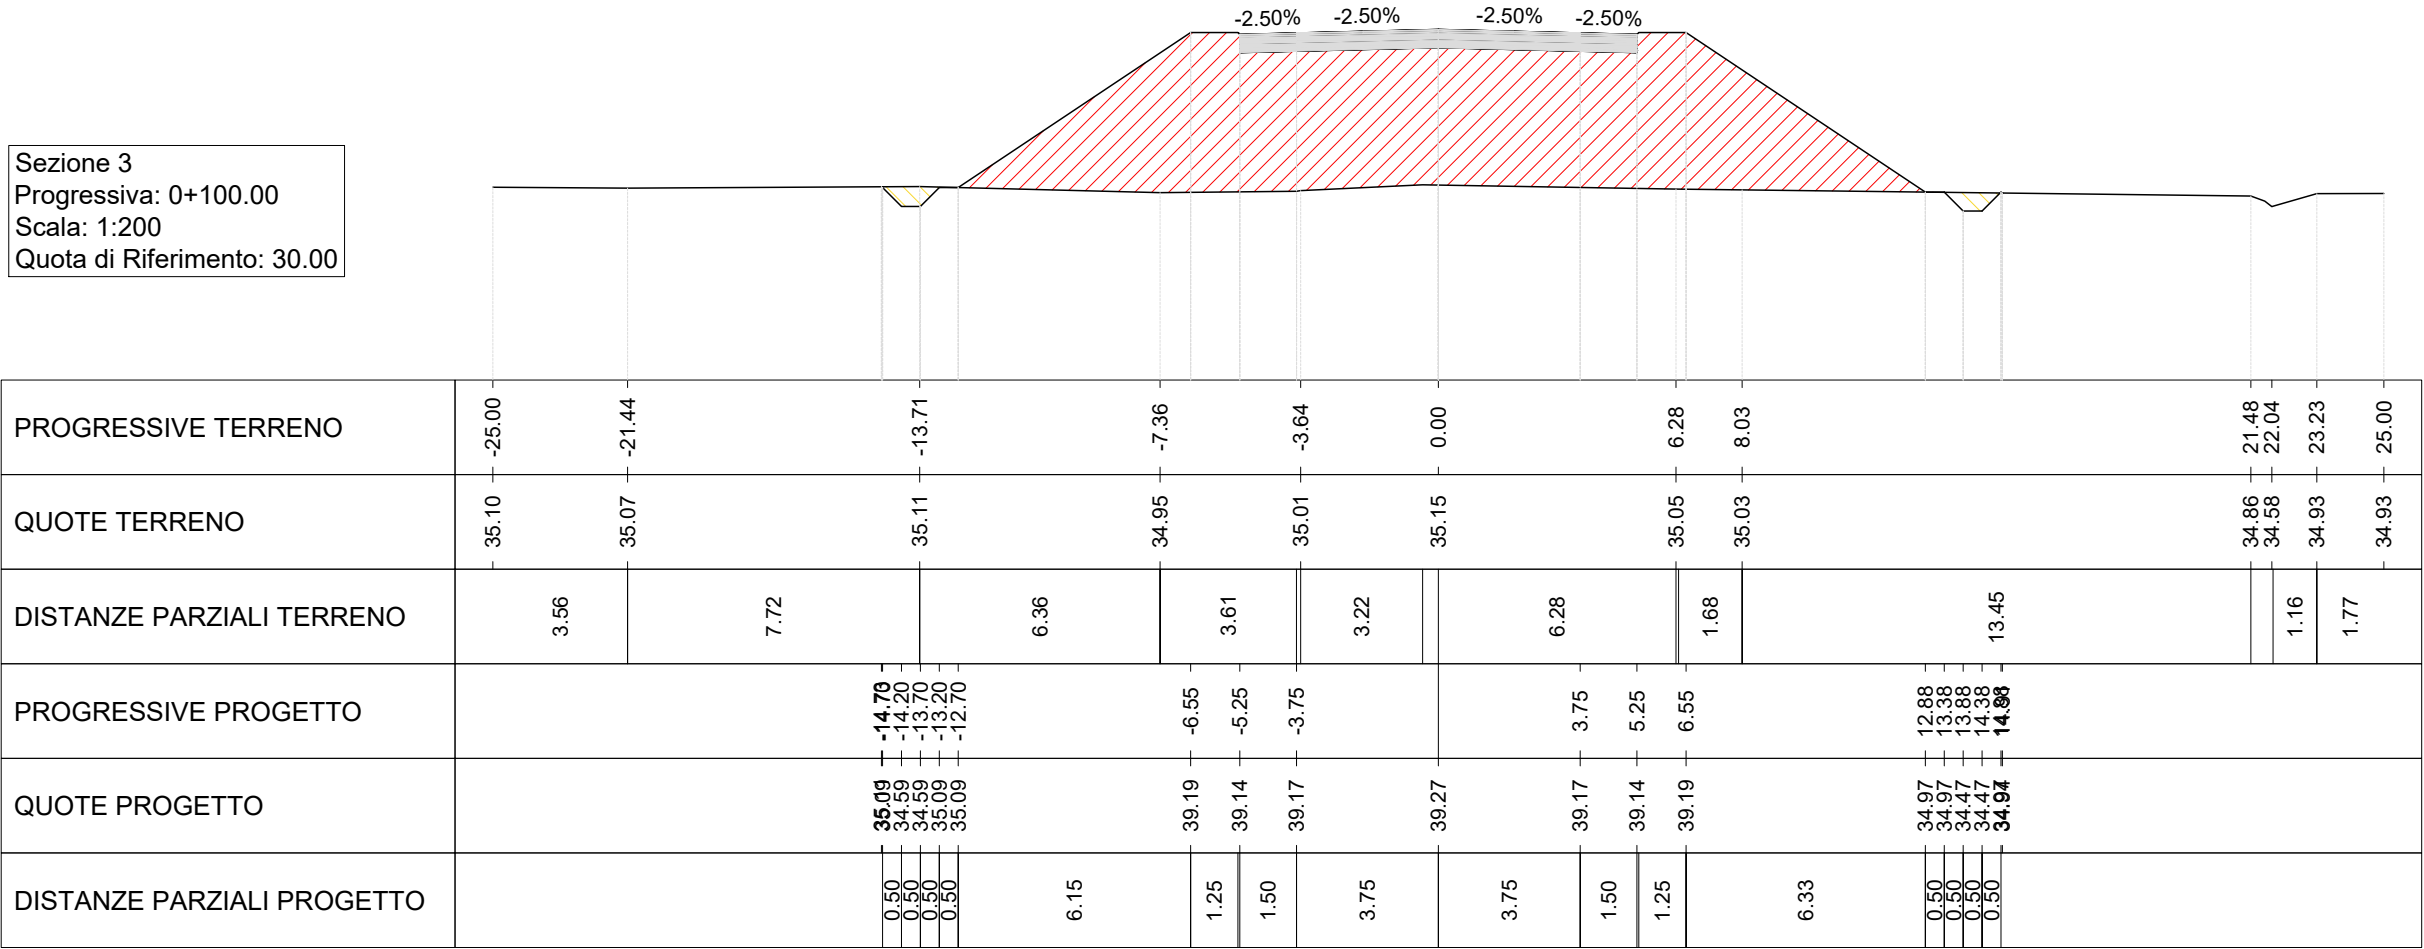 -2.50% -2.50% -2.50% -2.50%
Sezione 3
Progressiva: 0+100.00
Scala: 1:200
Quota di Riferimento: 30.00
PROGRESSIVE TERRENO -25.00 -21.44 -13.71 -7.36 -3.64 0.00 6.28 8.03 21.48 22.04 23.23 25.00
QUOTE TERRENO 35.10 35.07 35.11 34.95 35.01 35.15 35.05 35.03 34.86 34.58 34.93 34.93
DISTANZE PARZIALI TERRENO 3.56 7.72 6.36 3.61 3.22 6.28 1.68 13.45 1.16 1.77
PROGRESSIVE PROGETTO -14.20 -13.70 -13.20 -12.70 -6.55 -5.25 -3.75 3.75 5.25 6.55 12.88 13.38 13.88 14.38
QUOTE PROGETTO 34.59 34.59 35.09 35.09 39.19 39.14 39.17 39.27 39.17 39.14 39.19 34.97 34.97 34.47 34.47
DISTANZE PARZIALI PROGETTO 0.50 0.50 0.50 0.50 6.15 1.25 1.50 3.75 3.75 1.50 1.25 6.33 0.50 0.50 0.50 0.50